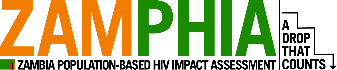 ZAMPHIA
ZAMBIA POPULATION-BASED HIV IMPACT ASSESSMENT
A
DROP
THAT
COUNTS